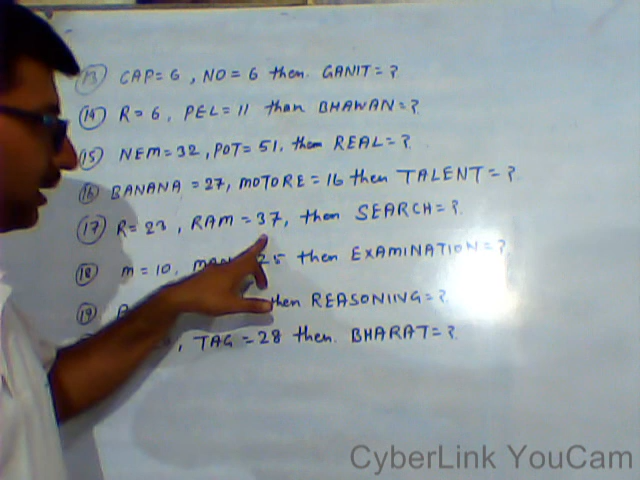 13 CAP=6, NO=6 then. GANIT=?
14 R=6, PEL=11 than BHAWAN=?
15 NEM=32, POT=51. then REAL=?
16 BANANA=27, MOTORE=16 then TALENT=?
17 R=23, RAM=37, then SEARCH=?
18 M=10, 25 then EXAMINATION=?
19 then REASONING=?
, TAG=28 then. BHARAT=?
CyberLink YouCam